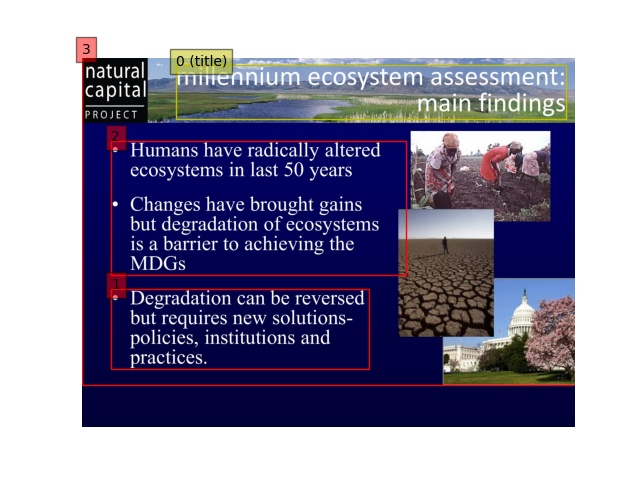 3
0 (title)
natural
capital
PROJECT
millennium ecosystem assessment:
main findings
2
• Humans have radically altered
ecosystems in last 50 years
• Changes have brought gains
but degradation of ecosystems
is a barrier to achieving the
MDGs
1
• Degradation can be reversed
but requires new solutions-
policies, institutions and
practices.